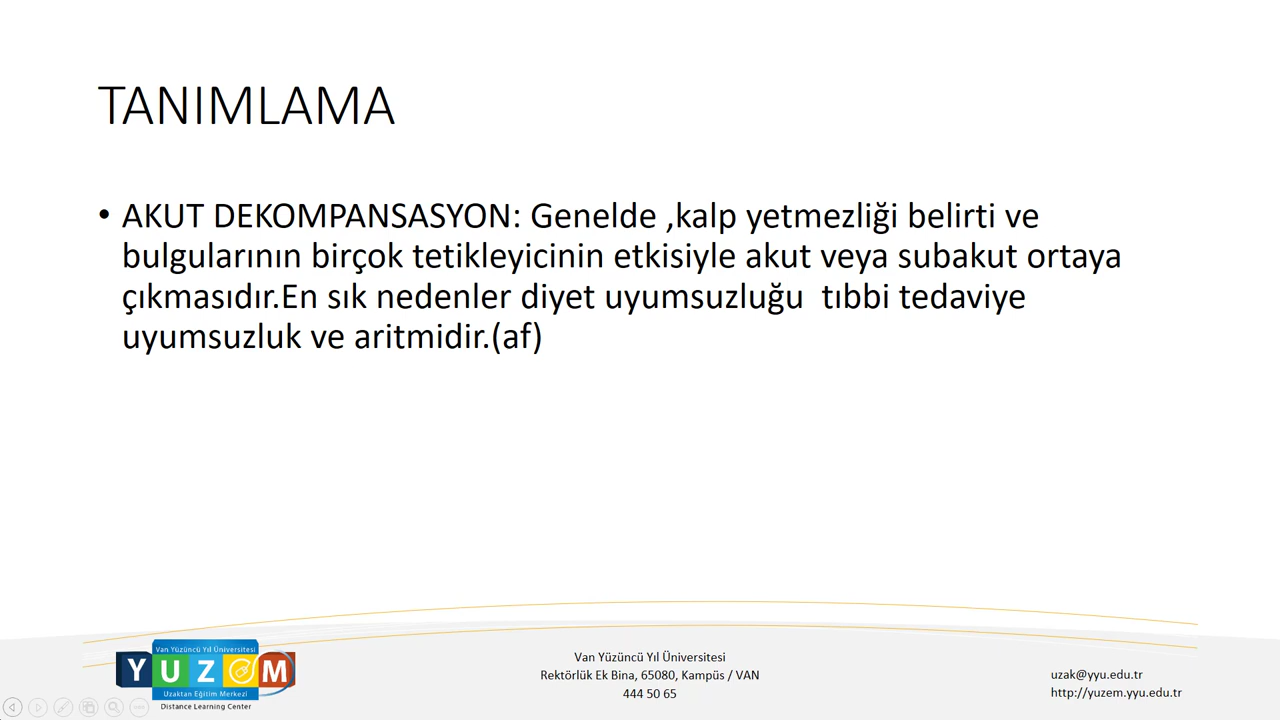 TANIMLAMA
• AKUT DEKOMPANSASYON: Genelde ,kalp yetmezliği belirti ve
bulgularının birçok tetikleyicinin etkisiyle akut veya subakut ortaya
çıkmasıdır.En sık nedenler diyet uyumsuzluğu  tıbbi tedaviye
uyumsuzluk ve aritmidir.(af)
Van Yüzüncü Yıl Üniversitesi
YUZEM
Uzaktan Eğitim Merkezi
Distance Learning Center
Van Yüzüncü Yıl Üniversitesi
Rektörlük Ek Bina, 65080, Kampüs / VAN
444 50 65
uzak@yyu.edu.tr
http://yuzem.yyu.edu.tr